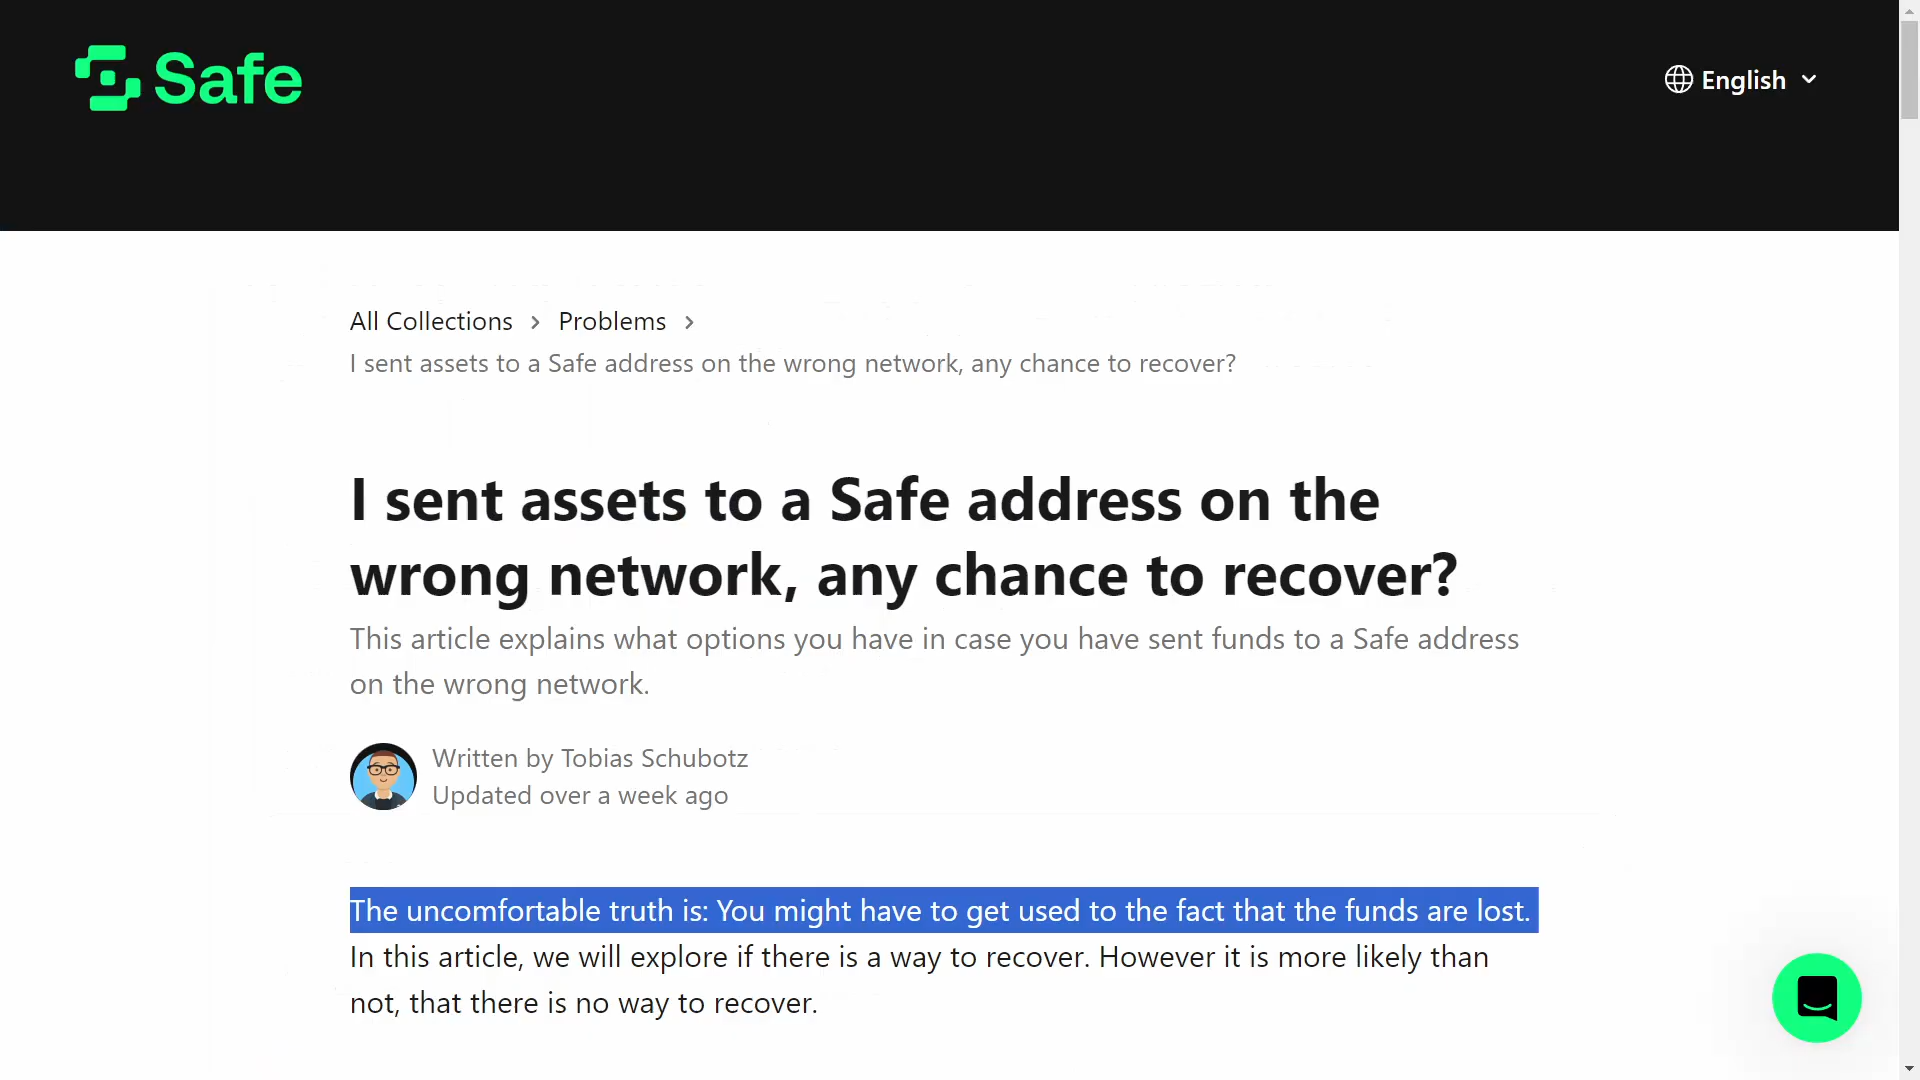 Safe
English
All Collections
Problems
I sent assets to a Safe address on the wrong network, any chance to recover?
I sent assets to a Safe address on the
wrong network, any chance to recover?
This article explains what options you have in case you have sent funds to a Safe address
on the wrong network.
Written by Tobias Schubotz
Updated over a week ago
The uncomfortable truth is: You might have to get used to the fact that the funds are lost.
In this article, we will explore if there is a way to recover. However it is more likely than
not, that there is no way to recover.